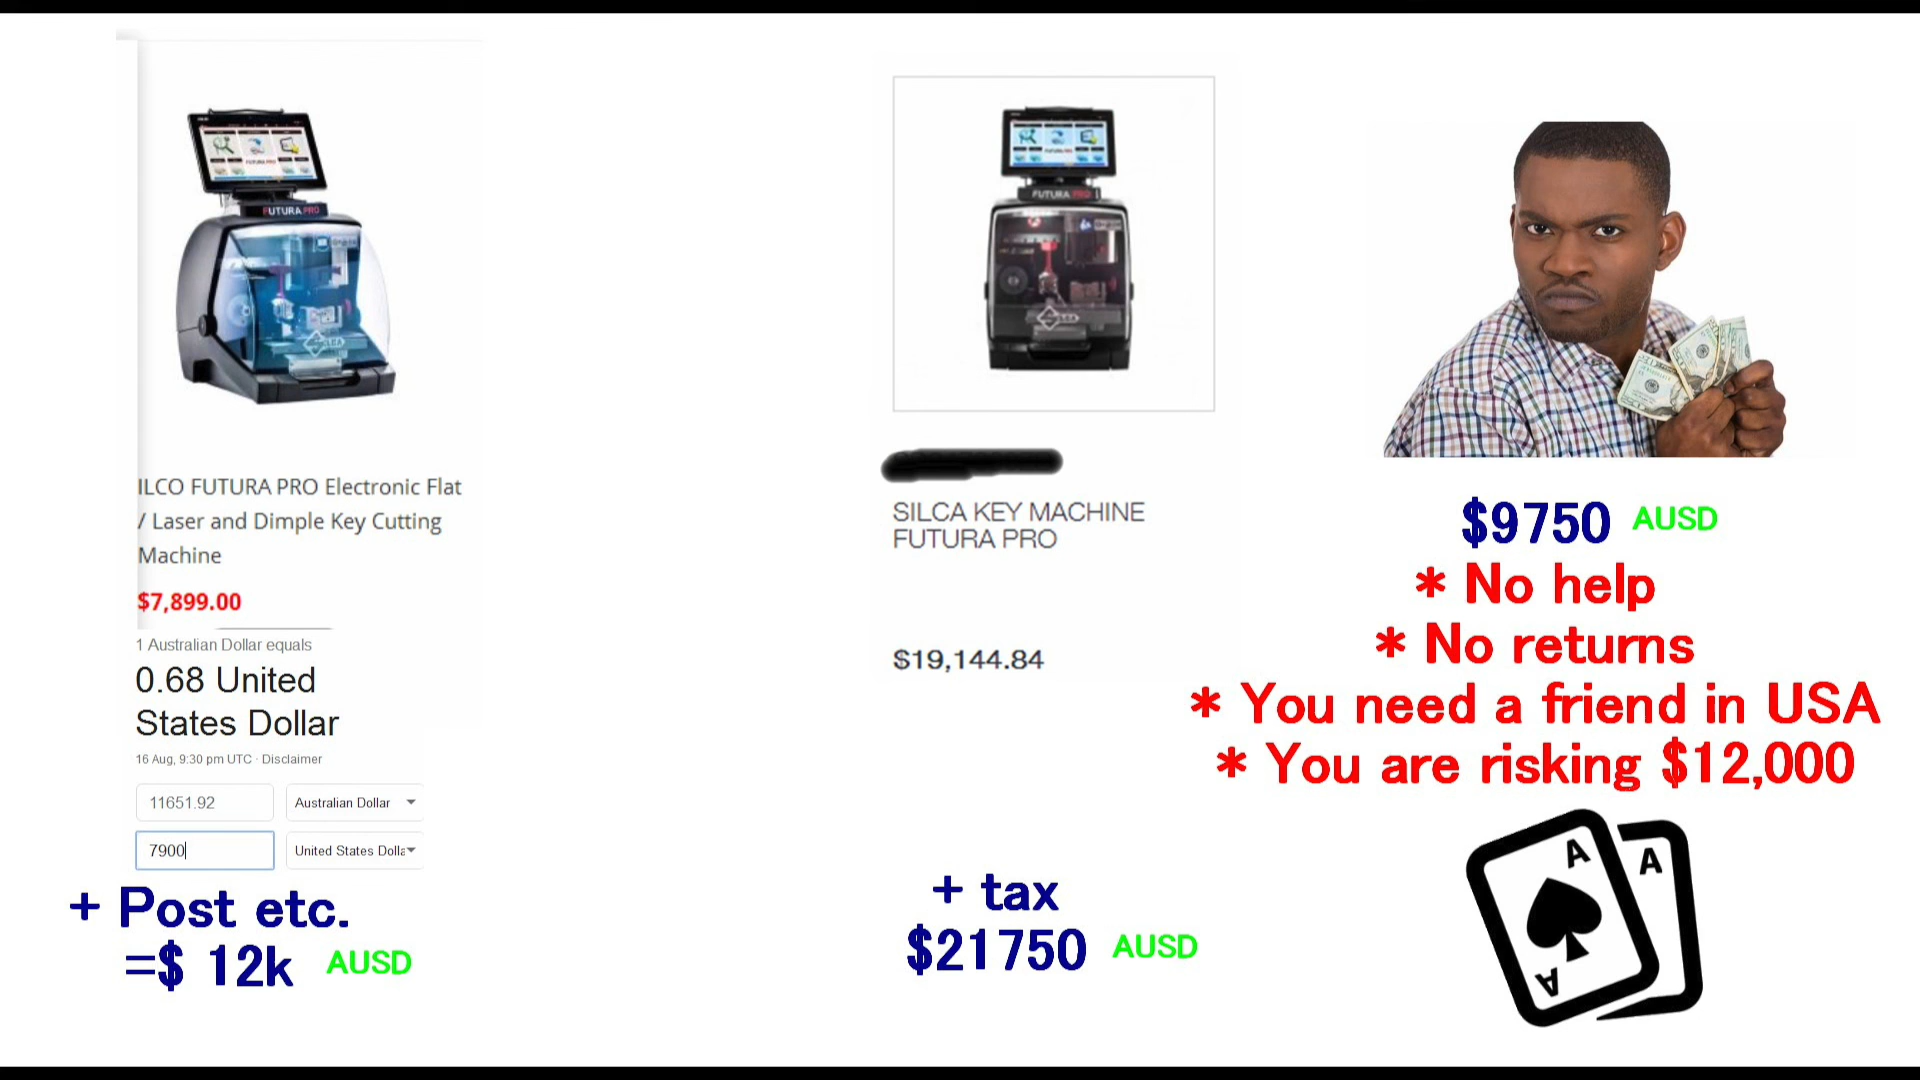 FUTURA PRO
ILCO FUTURA PRO Electronic Flat
/ Laser and Dimple Key Cutting
Machine
$7,899.00
1 Australian Dollar equals
0.68 United
States Dollar
16 Aug, 9:30 pm UTC · Disclaimer
11651.92 Australian Dollar
7900 United States Dolla
+ Post etc.
=$ 12k AUSD
FUTURA PRO
SILCA KEY MACHINE
FUTURA PRO
$19,144.84
+ tax
$21750 AUSD
$9750 AUSD
* No help
* No returns
* You need a friend in USA
* You are risking $12,000
A A
A